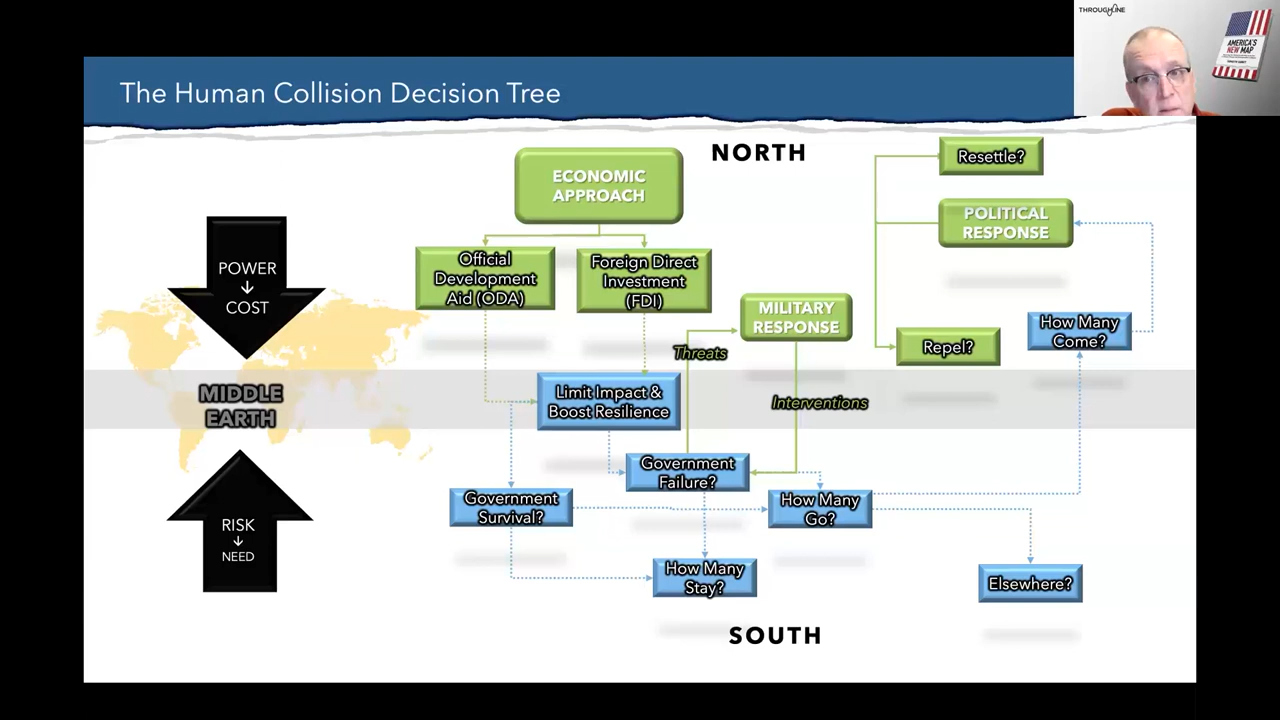 THROUGHLINE
AMERICA'S
NEW MAP
The Human Collision Decision Tree
NORTH
ECONOMIC
APPROACH
Resettle?
POLITICAL
RESPONSE
Official
Development
Aid (ODA)
Foreign Direct
Investment
(FDI)
POWER
COST
MILITARY
RESPONSE
How Many
Come?
Repel?
Threats
MIDDLE
EARTH
Limit Impact &
Boost Resilience
Interventions
Government
Failure?
Government
Survival?
How Many
Go?
RISK
NEED
How Many
Stay?
Elsewhere?
SOUTH